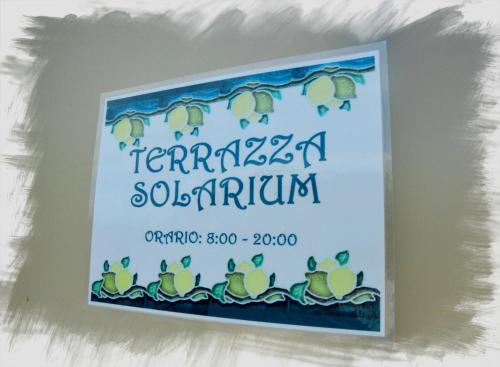 TERRAZZA
SOLARIUM
ORARIO: 8:00 - 20:00